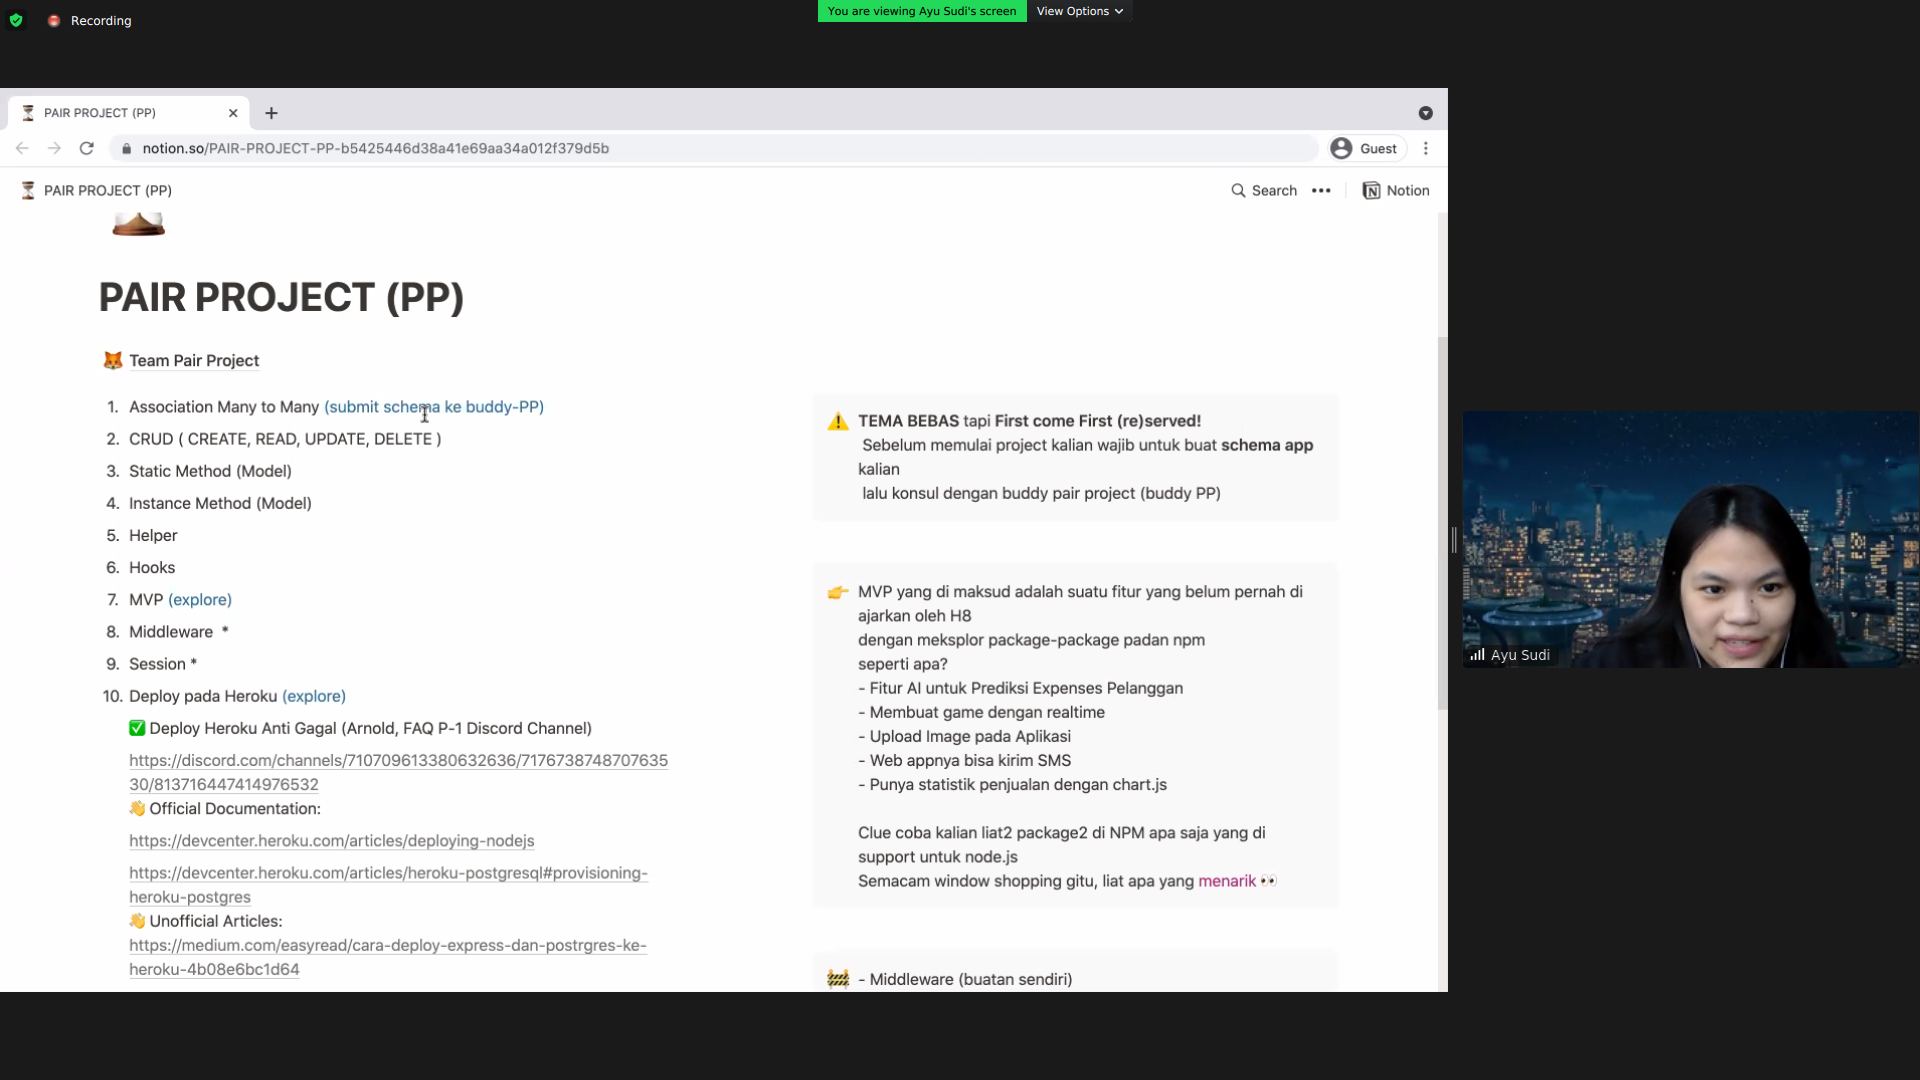 Recording
You are viewing Ayu Sudi's screen
View Options
PAIR PROJECT (PP)
notion.so/PAIR-PROJECT-PP-b5425446d38a41e69aa34a012f379d5b
Guest
PAIR PROJECT (PP)
Search
Notion
PAIR PROJECT (PP)
🦊 Team Pair Project
1. Association Many to Many (submit schema ke buddy-PP)
2. CRUD ( CREATE, READ, UPDATE, DELETE )
3. Static Method (Model)
4. Instance Method (Model)
5. Helper
6. Hooks
7. MVP (explore)
8. Middleware *
9. Session *
10. Deploy pada Heroku (explore)
✅ Deploy Heroku Anti Gagal (Arnold, FAQ P-1 Discord Channel)
https://discord.com/channels/710709613380632636/7176738748707635
30/813716447414976532
👋 Official Documentation:
https://devcenter.heroku.com/articles/deploying-nodejs
https://devcenter.heroku.com/articles/heroku-postgresql#provisioning-
heroku-postgres
👋 Unofficial Articles:
https://medium.com/easyread/cara-deploy-express-dan-postrgres-ke-
heroku-4b08e6bc1d64
⚠️ TEMA BEBAS tapi First come First (re)served!
Sebelum memulai project kalian wajib untuk buat schema app
kalian
lalu konsul dengan buddy pair project (buddy PP)
👉 MVP yang di maksud adalah suatu fitur yang belum pernah di
ajarkan oleh H8
dengan meksplor package-package padan npm
seperti apa?
- Fitur AI untuk Prediksi Expenses Pelanggan
- Membuat game dengan realtime
- Upload Image pada Aplikasi
- Web appnya bisa kirim SMS
- Punya statistik penjualan dengan chart.js
Clue coba kalian liat2 package2 di NPM apa saja yang di
support untuk node.js
Semacam window shopping gitu, liat apa yang menarik 👀
🚧 - Middleware (buatan sendiri)
Ayu Sudi